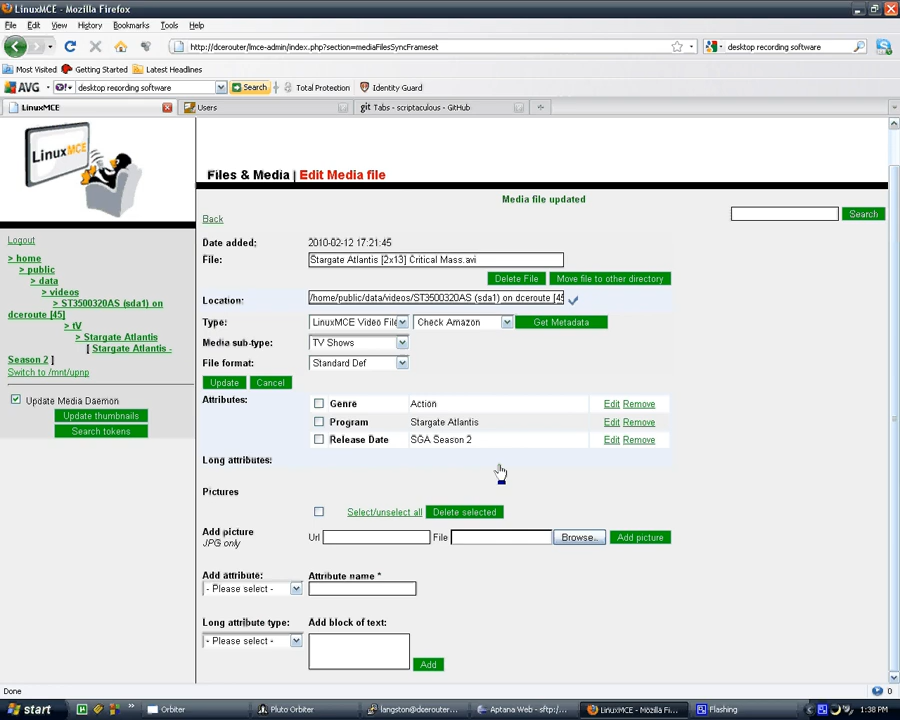 LinuxMCE - Mozilla Firefox
File Edit View History Bookmarks Tools Help
http://dcerouter/lmce-admin/index.php?section=mediaFilesSyncFrameset
desktop recording software
Most Visited Getting Started Latest Headlines
AVG Y! desktop recording software Search Total Protection Identity Guard
LinuxMCE Users git Tabs - scriptaculous - GitHub
LinuxMCE
Files & Media | Edit Media file
Media file updated
Back
Search
Logout
Date added: 2010-02-12 17:21:45
> home
File: Stargate Atlantis [2x13] Critical Mass.avi
> public
> data
Delete File Move file to other directory
> videos
> ST3500320AS (sda1) on dceroute [45]
Location: /home/public/data/videos/ST3500320AS (sda1) on dceroute [45
> tV
Type: LinuxMCE Video File Check Amazon Get Metadata
> Stargate Atlantis
[ Stargate Atlantis - Season 2 ]
Media sub-type: TV Shows
File format: Standard Def
Switch to /mnt/upnp
Update Cancel
Update Media Daemon
Update thumbnails
Search tokens
Attributes: Genre Action Edit Remove
Program Stargate Atlantis Edit Remove
Release Date SGA Season 2 Edit Remove
Long attributes:
Pictures
Select/unselect all Delete selected
Add picture
JPG only
Url File Browse.. Add picture
Add attribute: Attribute name *
- Please select -
Long attribute type: Add block of text:
- Please select -
Add
Done 0
start Orbiter Pluto Orbiter langston@dcerouter... Aptana Web - sftp:/... LinuxMCE - Mozilla Fi... Flashing 1:38 PM